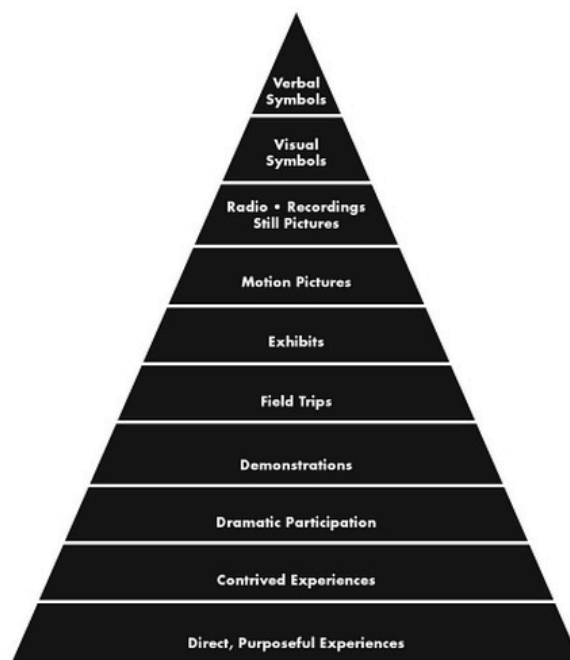 Verbal
Symbols
Visual
Symbols
Radio • Recordings
Still Pictures
Motion Pictures
Exhibits
Field Trips
Demonstrations
Dramatic Participation
Contrived Experiences
Direct, Purposeful Experiences